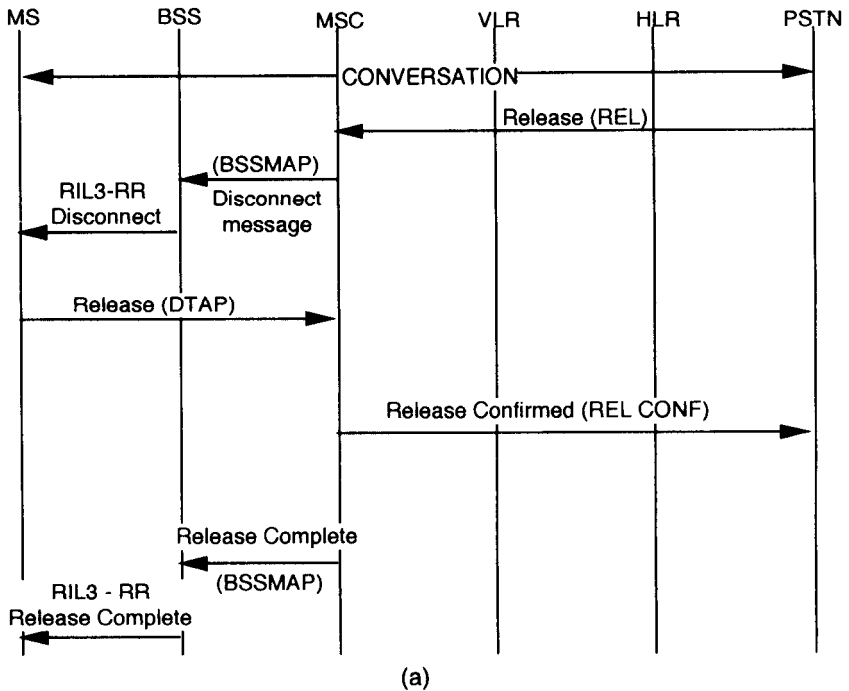 MS BSS MSC VLR HLR PSTN
CONVERSATION
Release (REL)
(BSSMAP)
Disconnect
message
RIL3-RR
Disconnect
Release (DTAP)
Release Confirmed (REL CONF)
Release Complete
(BSSMAP)
RIL3 - RR
Release Complete
(a)